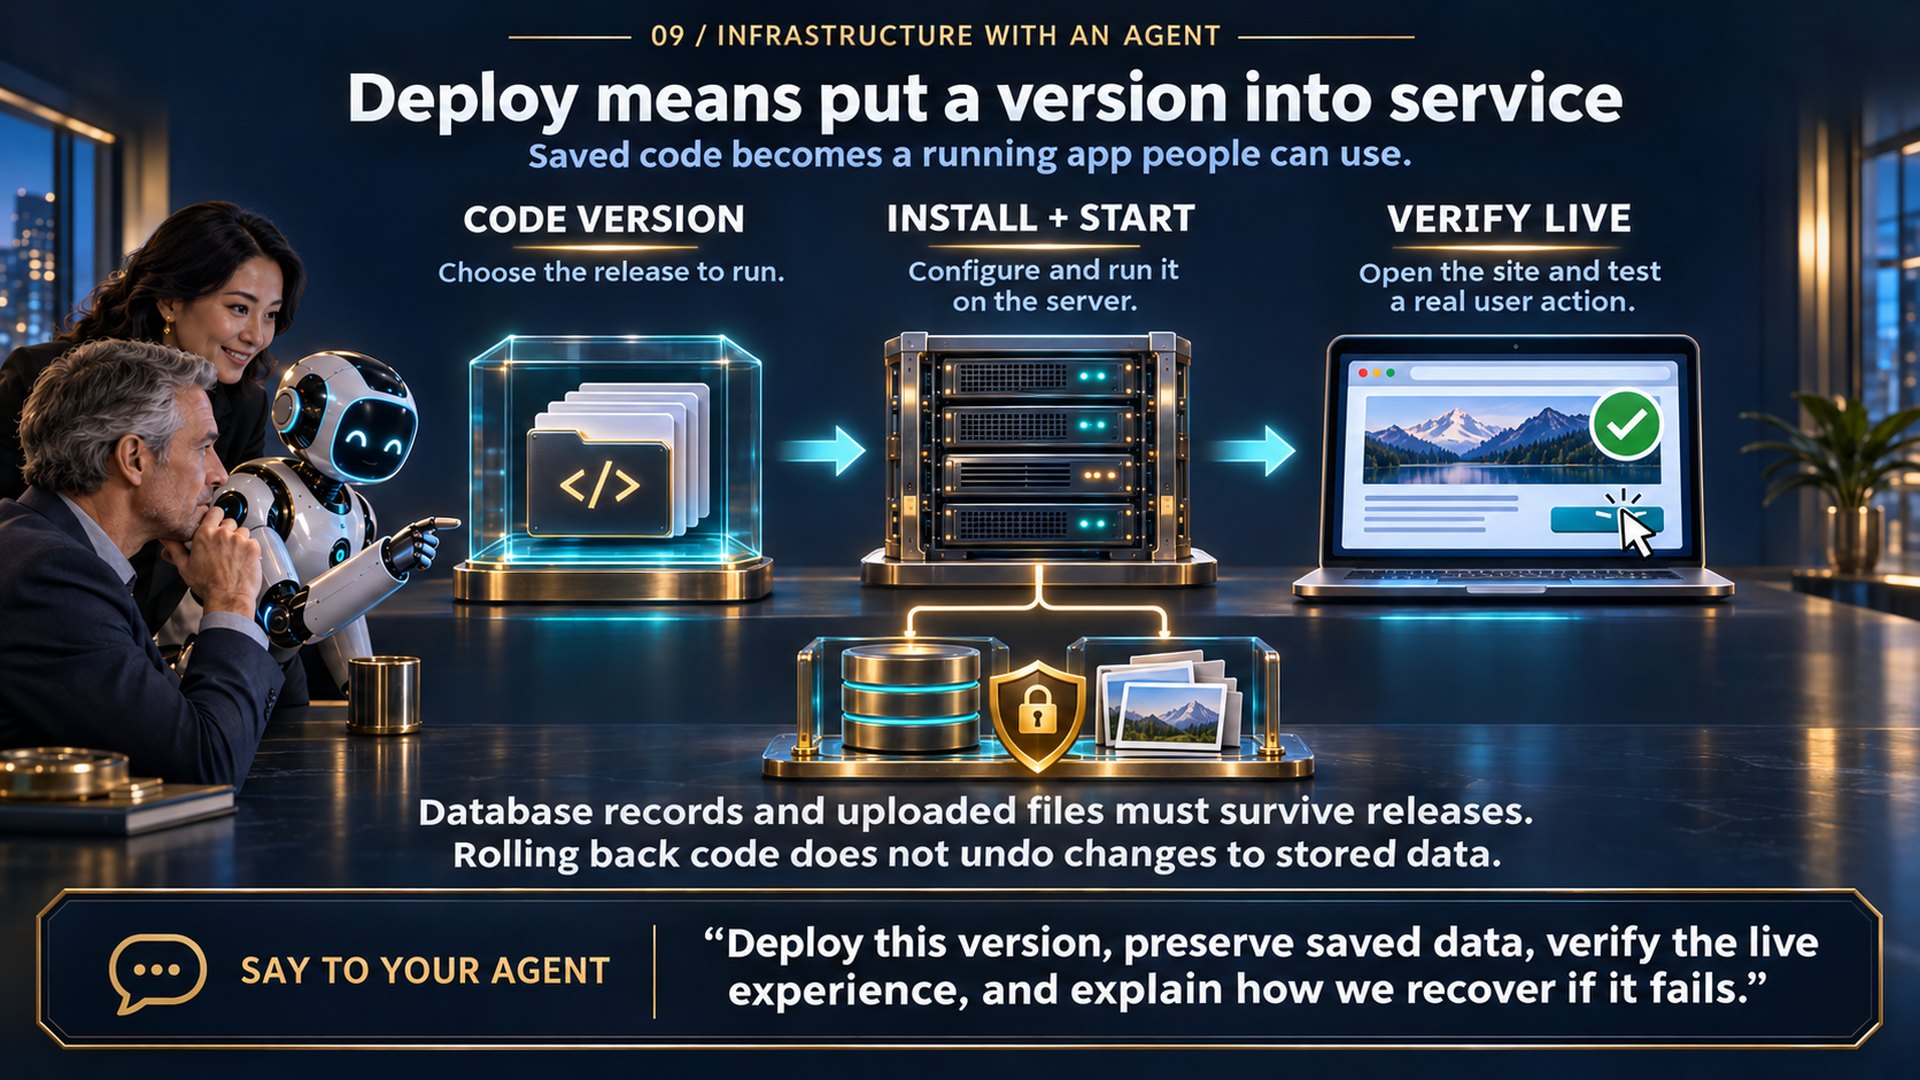 09 / INFRASTRUCTURE WITH AN AGENT
Deploy means put a version into service
Saved code becomes a running app people can use.
CODE VERSION
Choose the release to run.
INSTALL + START
Configure and run it
on the server.
VERIFY LIVE
Open the site and test
a real user action.
</>
Database records and uploaded files must survive releases.
Rolling back code does not undo changes to stored data.
SAY TO YOUR AGENT
“Deploy this version, preserve saved data, verify the live
experience, and explain how we recover if it fails.”